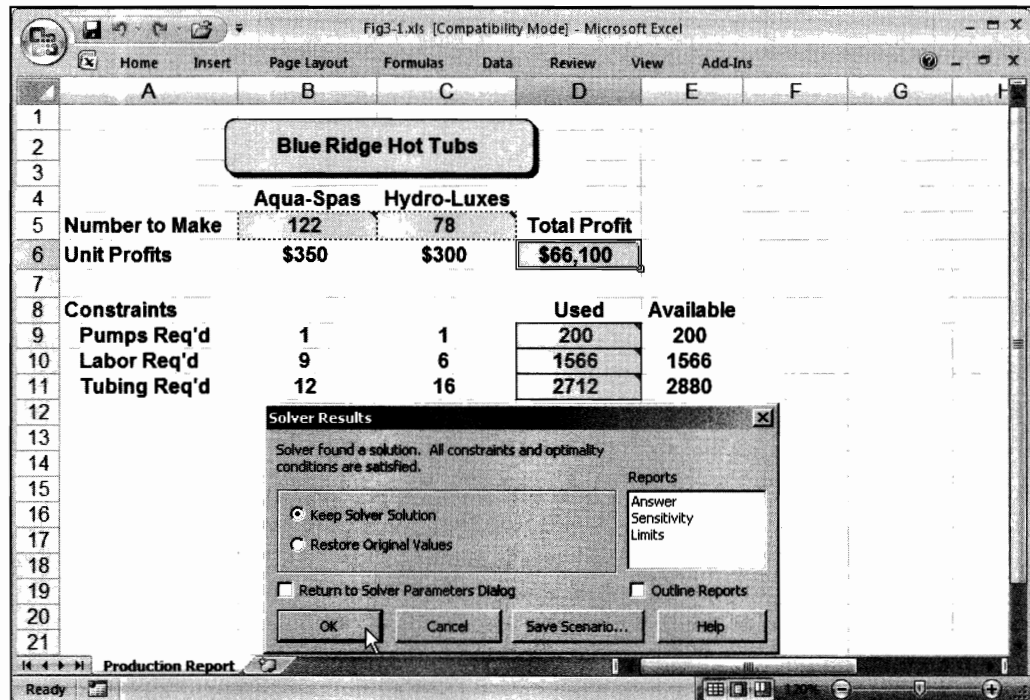 Fig3-1.xls [Compatibility Mode] - Microsoft Excel
Home Insert Page Layout Formulas Data Review View Add-Ins
A B C D E F G H
1
2 Blue Ridge Hot Tubs
3
4 Aqua-Spas Hydro-Luxes
5 Number to Make 122 78 Total Profit
6 Unit Profits $350 $300 $66,100
7
8 Constraints Used Available
9 Pumps Req'd 1 1 200 200
10 Labor Req'd 9 6 1566 1566
11 Tubing Req'd 12 16 2712 2880
12
13
14
15
16
17
18
19
20
21
Solver Results
Solver found a solution. All constraints and optimality
conditions are satisfied.
Reports
Answer
Sensitivity
Limits
Keep Solver Solution
Restore Original Values
Return to Solver Parameters Dialog
Outline Reports
OK Cancel Save Scenario... Help
Production Report
Ready 120%